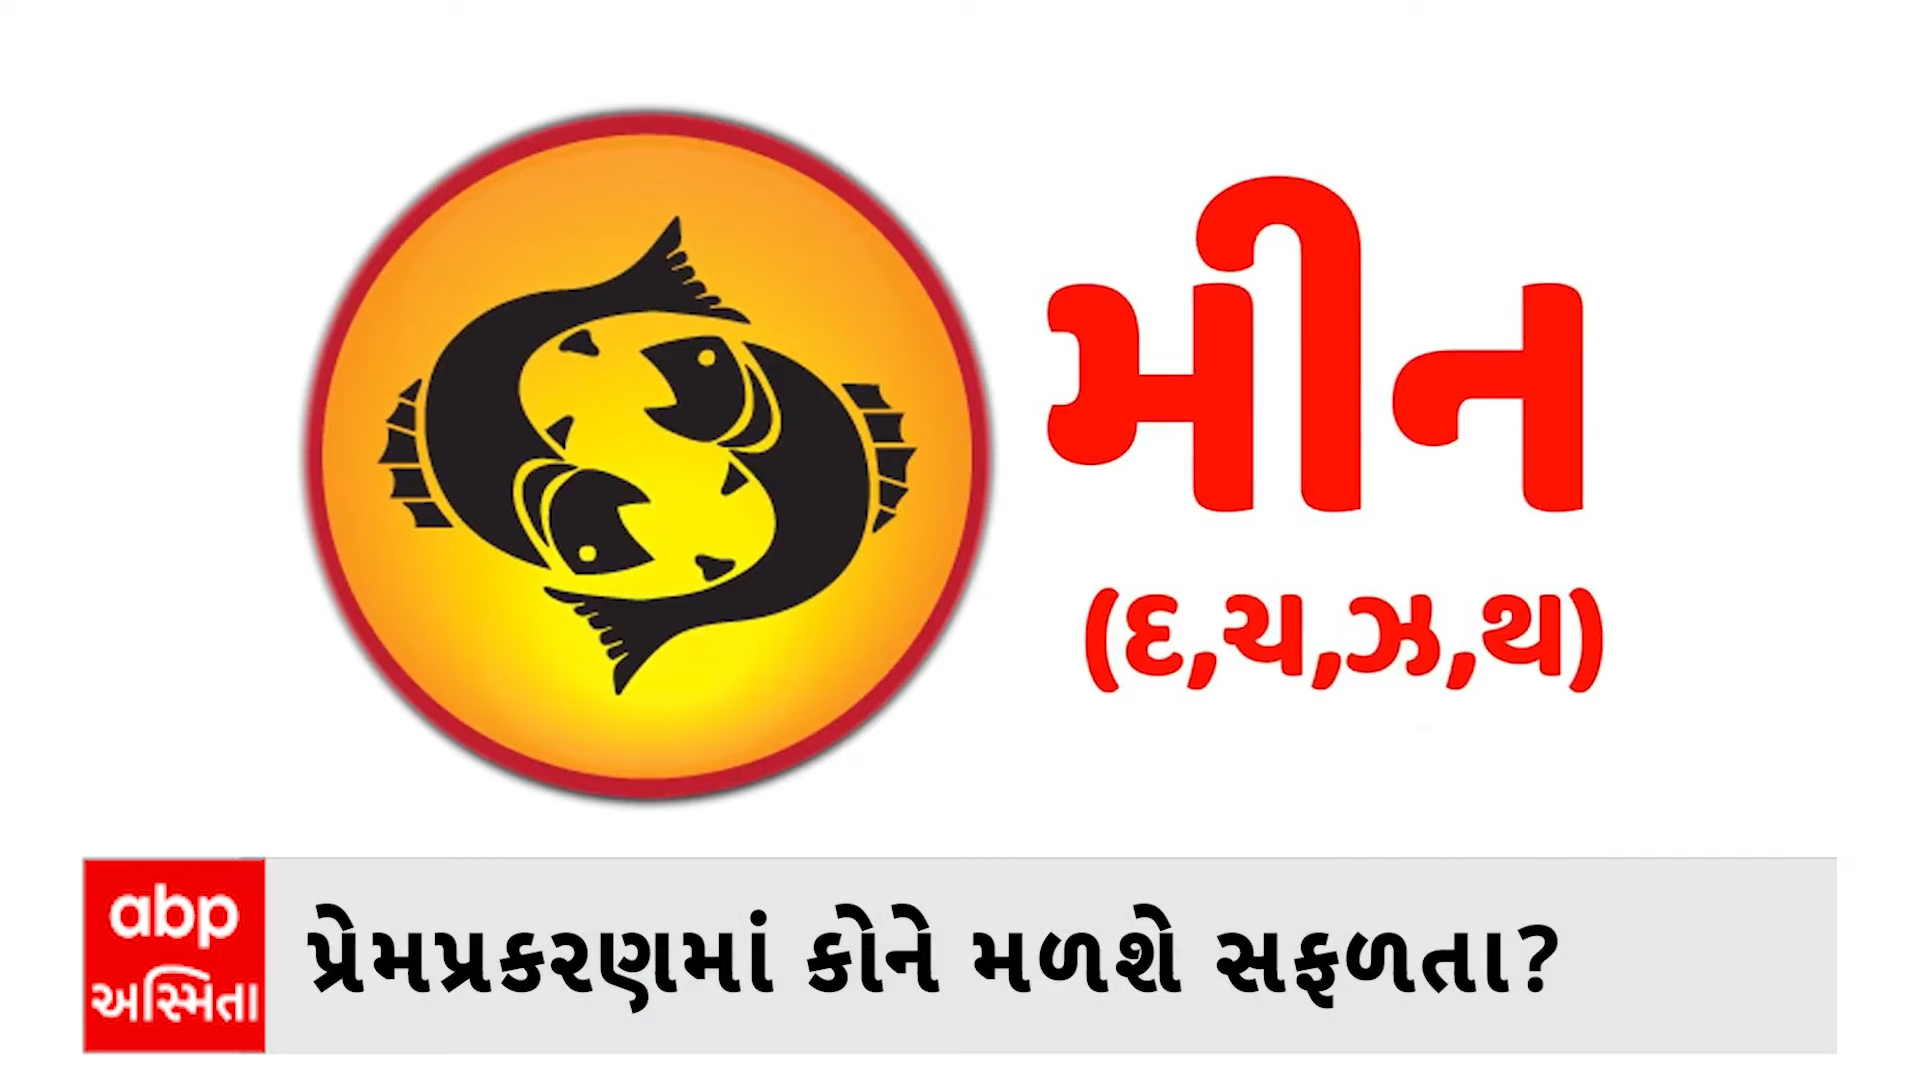 મીન
(દ,ચ,ઝ,થ)
abp
અસ્મિતા
પ્રેમપ્રકરણમાં કોને મળશે સફળતા?